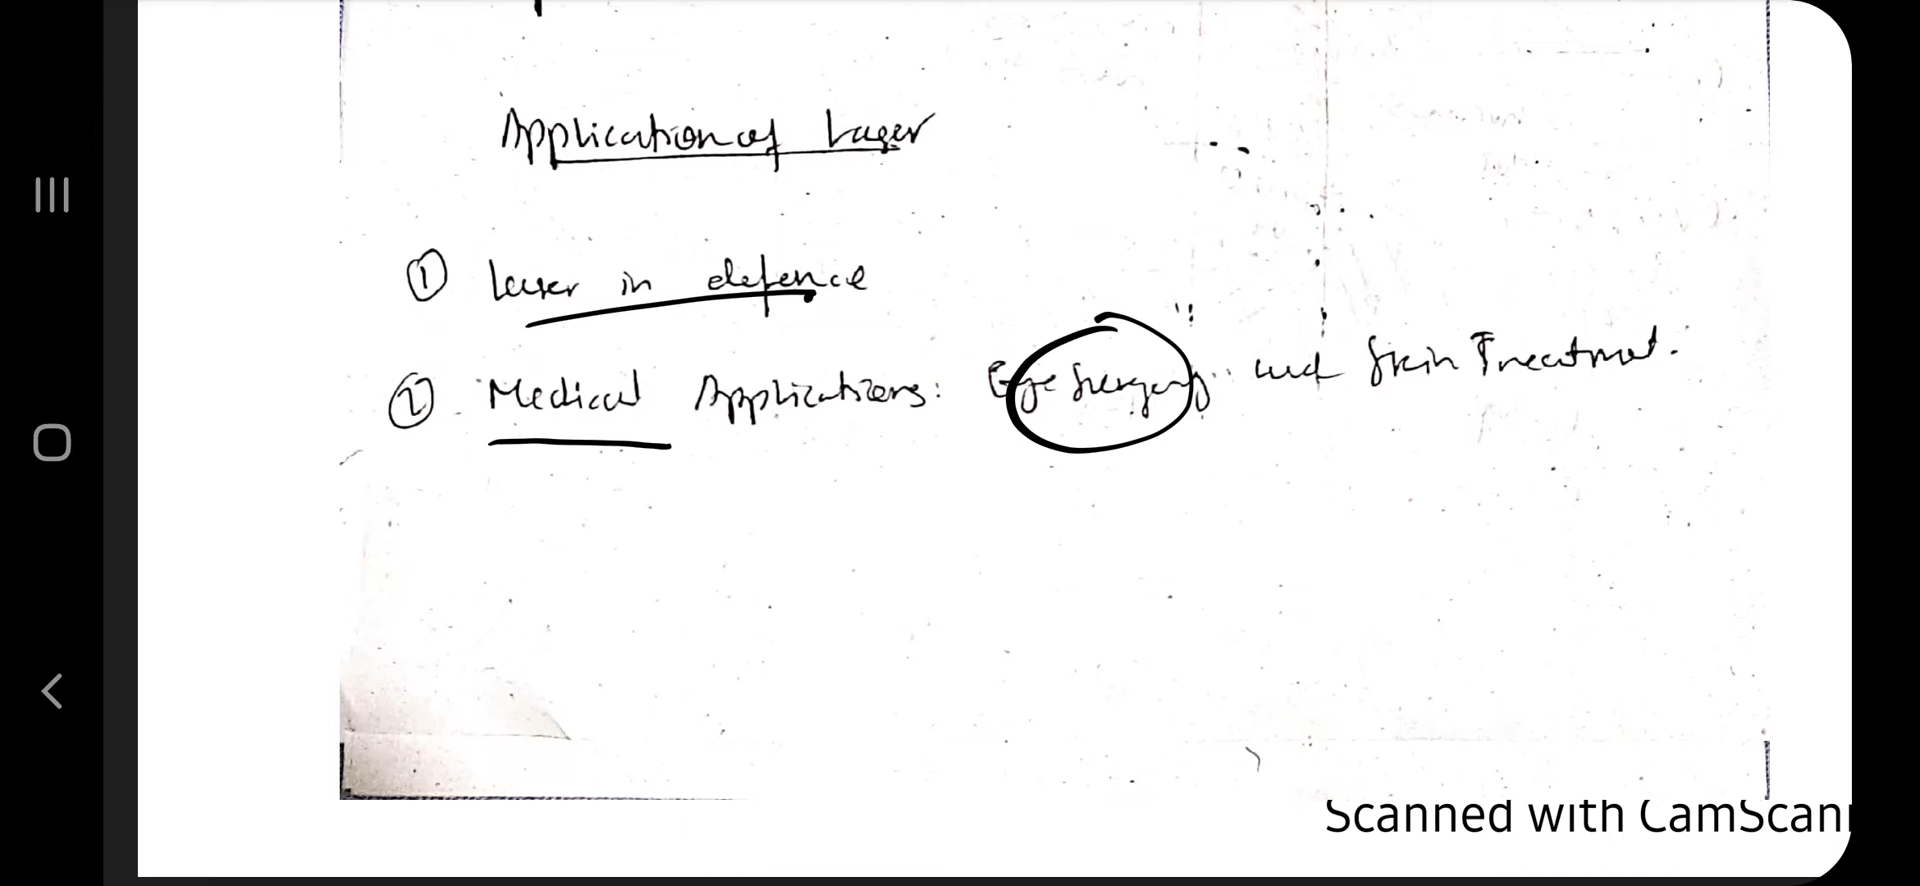 Application of Laser
① Laser in defence
② Medical Applications: Eye Surgery and Skin Treatment.
Scanned with CamScan